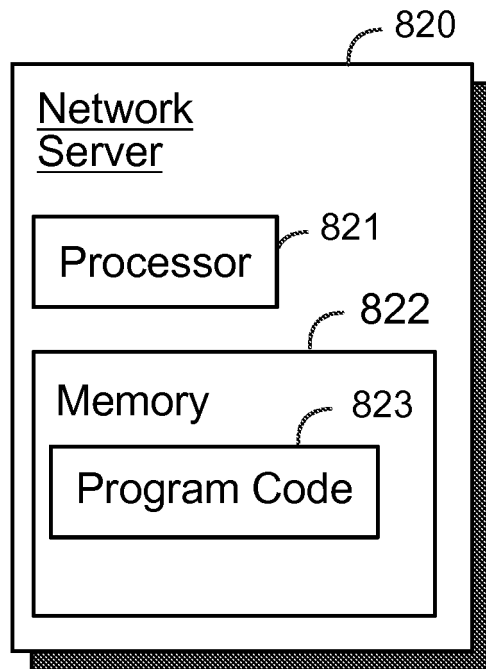 820
Network
Server
821
Processor
822
Memory
823
Program Code